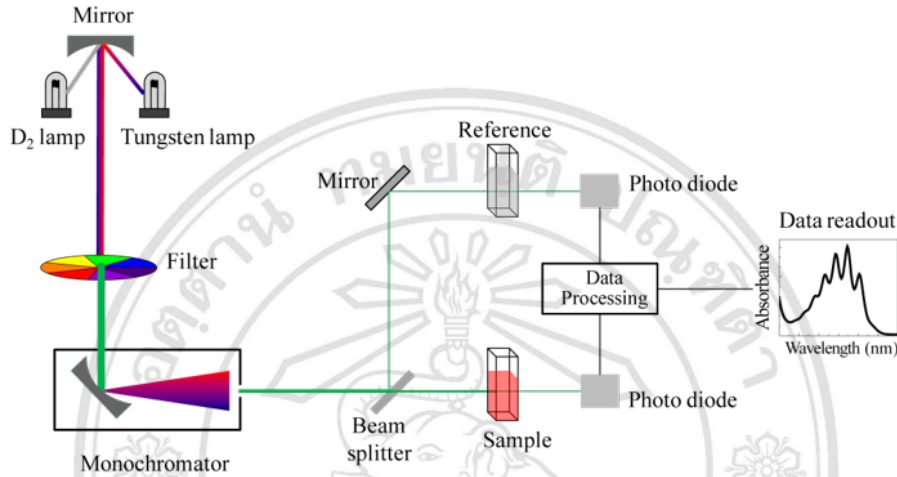 Mirror
D₂ lamp
Tungsten lamp
Filter
Monochromator
Mirror
Reference
Photo diode
Beam
splitter
Sample
Photo diode
Data
Processing
Data readout
Absorbance
Wavelength (nm)